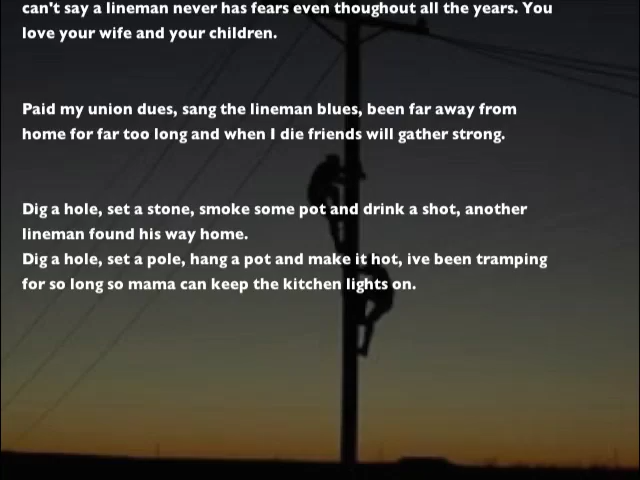 can't say a lineman never has fears even thoughout all the years. You
love your wife and your children.
Paid my union dues, sang the lineman blues, been far away from
home for far too long and when I die friends will gather strong.
Dig a hole, set a stone, smoke some pot and drink a shot, another
lineman found his way home.
Dig a hole, set a pole, hang a pot and make it hot, ive been tramping
for so long so mama can keep the kitchen lights on.